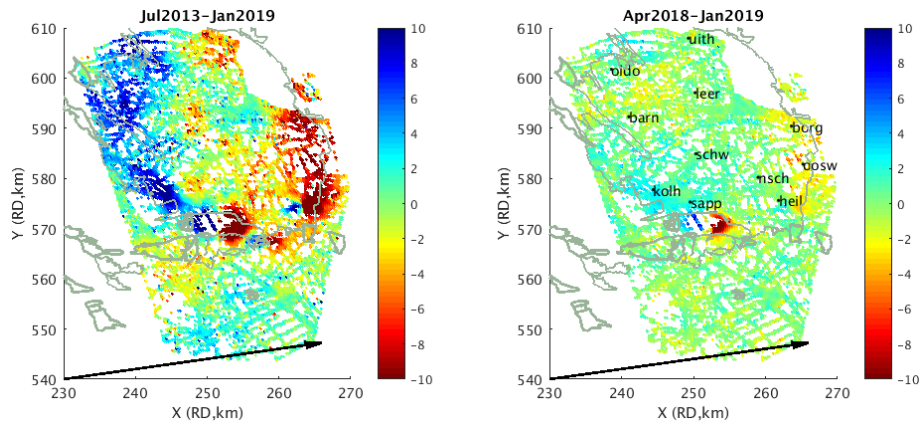 Jul2013-Jan2019
610
600
590
580
570
560
550
540
230
240
250
260
270
Y (RD,km)
X (RD,km)
10
8
6
4
2
0
-2
-4
-6
-8
-10
Apr2018-Jan2019
610
600
590
580
570
560
550
540
230
240
250
260
270
Y (RD,km)
X (RD,km)
uith
oldo
leer
barn
borg
schw
oosw
nsch
kolh
heil
sapp
10
8
6
4
2
0
-2
-4
-6
-8
-10